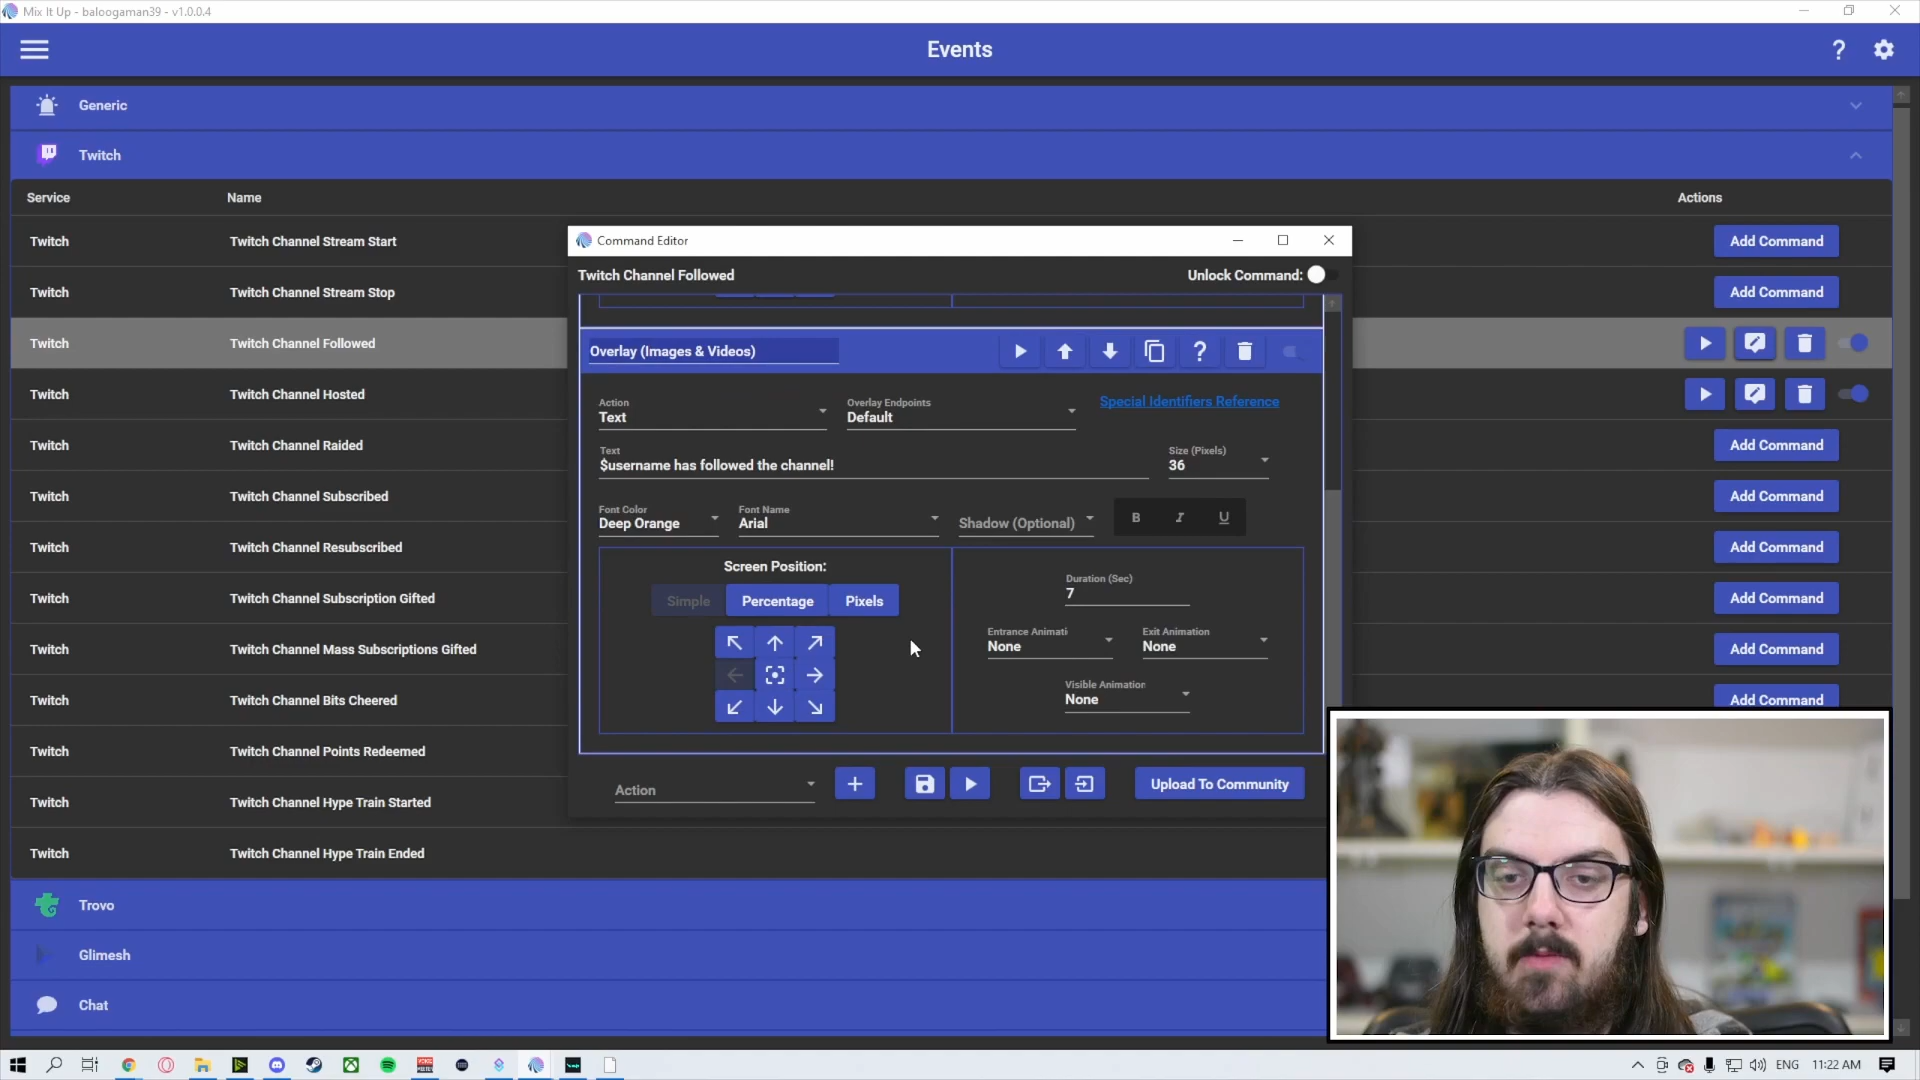 Mix It Up - baloogaman39 - v1.0.0.4
Events
?
Generic
Twitch
Service
Name
Actions
Twitch
Twitch Channel Stream Start
Add Command
Twitch
Twitch Channel Stream Stop
Add Command
Twitch
Twitch Channel Followed
Twitch
Twitch Channel Hosted
Twitch
Twitch Channel Raided
Add Command
Twitch
Twitch Channel Subscribed
Add Command
Twitch
Twitch Channel Resubscribed
Add Command
Twitch
Twitch Channel Subscription Gifted
Add Command
Twitch
Twitch Channel Mass Subscriptions Gifted
Add Command
Twitch
Twitch Channel Bits Cheered
Add Command
Twitch
Twitch Channel Points Redeemed
Twitch
Twitch Channel Hype Train Started
Twitch
Twitch Channel Hype Train Ended
Trovo
Glimesh
Chat
Command Editor
Twitch Channel Followed
Unlock Command:
Overlay (Images & Videos)
?
Action
Text
Overlay Endpoints
Default
Special Identifiers Reference
Text
$username has followed the channel!
Size (Pixels)
36
Font Color
Deep Orange
Font Name
Arial
Shadow (Optional)
B I U
Screen Position:
Simple
Percentage
Pixels
Duration (Sec)
7
Entrance Animati
None
Exit Animation
None
Visible Animation
None
Action
+
Upload To Community
ENG
11:22 AM